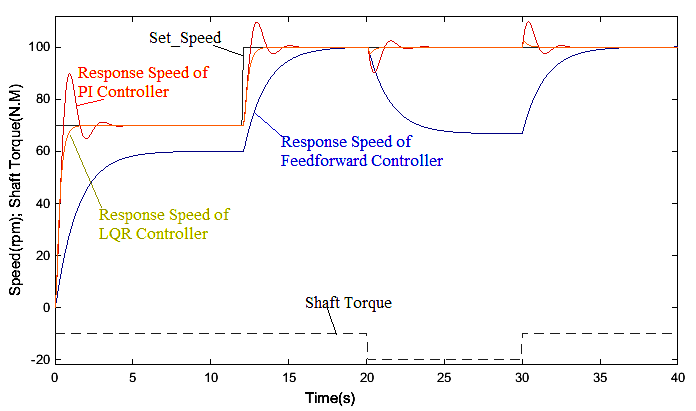 100
80
60
40
20
0
-20
Speed(rpm); Shaft Torque(N.M)
Set_Speed
Response Speed of
PI Controller
Response Speed of
Feedforward Controller
Response Speed of
LQR Controller
Shaft Torque
0
5
10
15
20
25
30
35
40
Time(s)